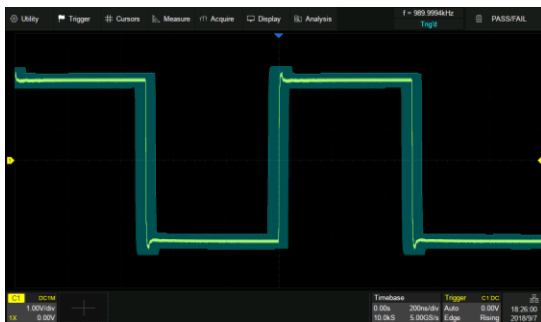 Utility Trigger Cursors Measure Acquire Display Analysis f = 989.9994kHz PASS/FAIL
Trig'd
C1 DC1M Timebase Trigger C1 DC
1.00V/div 0.00s 200ns/div Auto 0.00V 18:26:00
1X 0.00V 10.0kS 5.00GS/s Edge Rising 2018/9/7